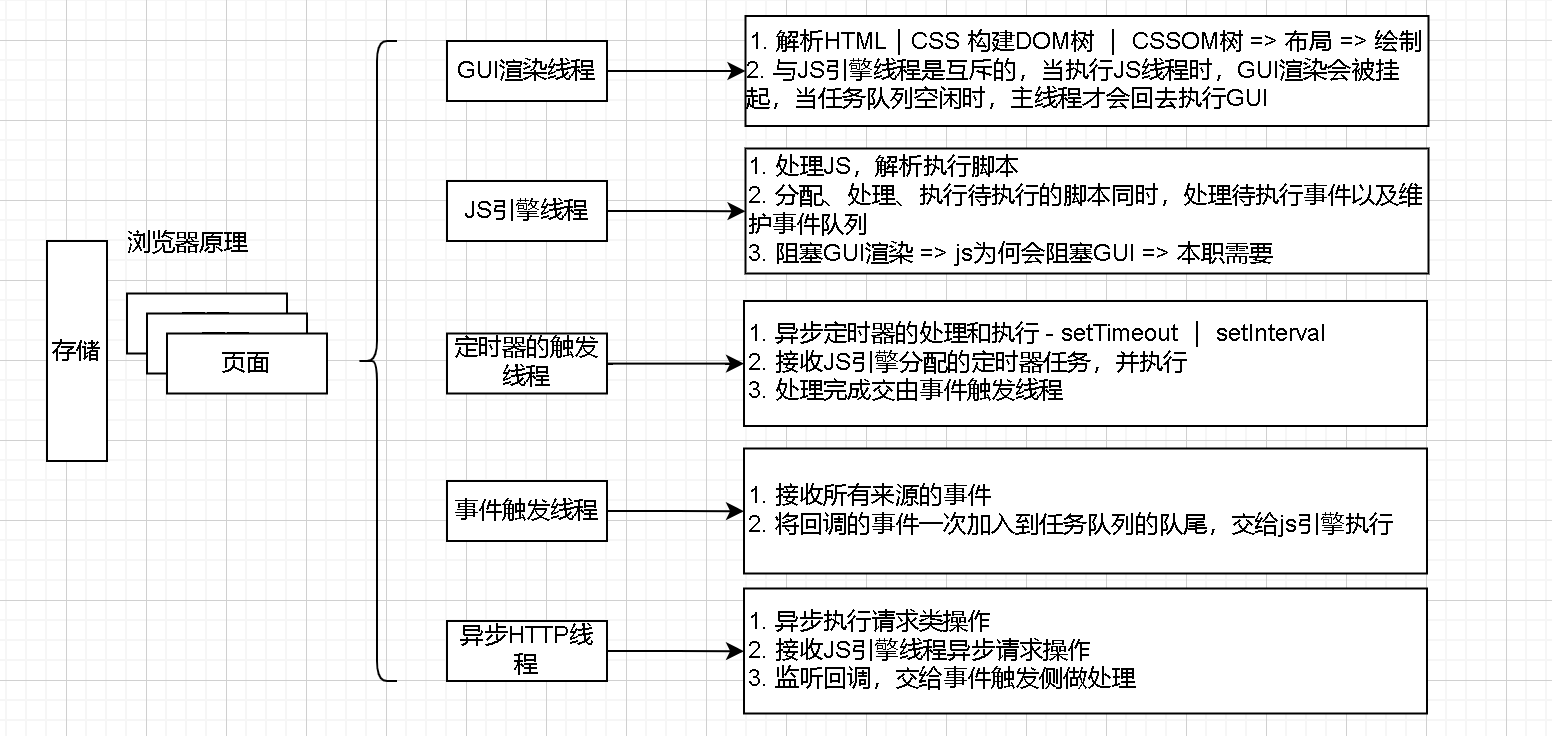 浏览器原理
存储
页面
GUI渲染线程
1. 解析HTML | CSS 构建DOM树 | CSSOM树 => 布局 => 绘制
2. 与JS引擎线程是互斥的，当执行JS线程时，GUI渲染会被挂
起，当任务队列空闲时，主线程才会回去执行GUI
JS引擎线程
1. 处理JS，解析执行脚本
2. 分配、处理、执行待执行的脚本同时，处理待执行事件以及维
护事件队列
3. 阻塞GUI渲染 => js为何会阻塞GUI => 本职需要
定时器的触发
线程
1. 异步定时器的处理和执行 - setTimeout | setInterval
2. 接收JS引擎分配的定时器任务，并执行
3. 处理完成交由事件触发线程
事件触发线程
1. 接收所有来源的事件
2. 将回调的事件一次加入到任务队列的队尾，交给js引擎执行
异步HTTP线
程
1. 异步执行请求类操作
2. 接收JS引擎线程异步请求操作
3. 监听回调，交给事件触发侧做处理